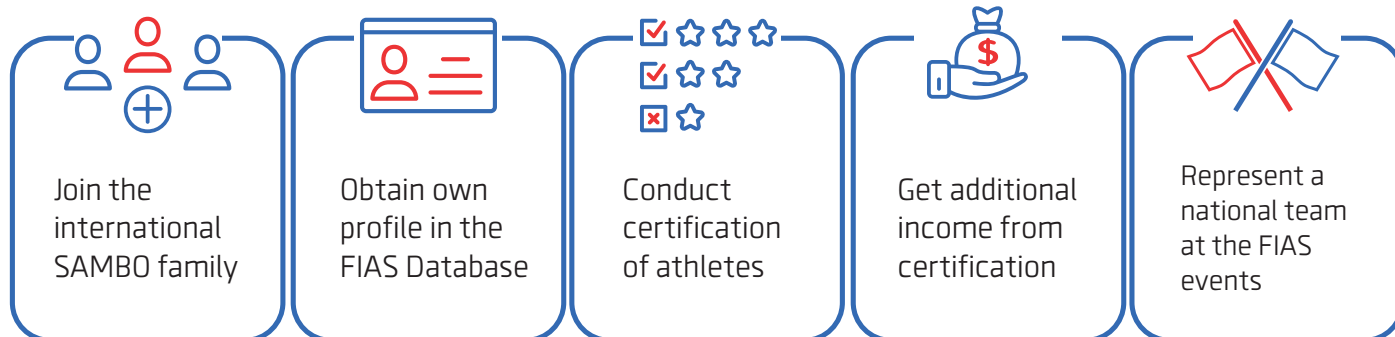 Join the
international
SAMBO family
Obtain own
profile in the
FIAS Database
Conduct
certification
of athletes
$
Get additional
income from
certification
Represent a
national team
at the FIAS
events